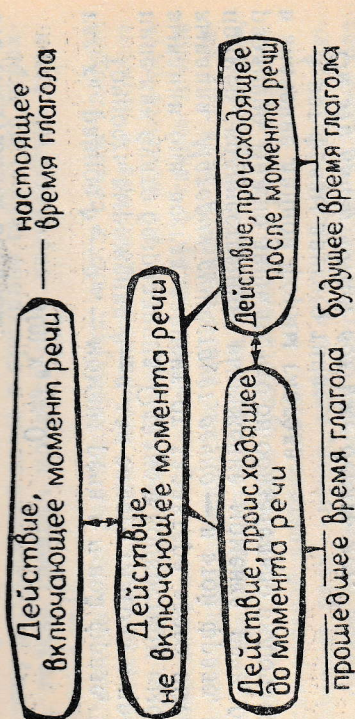 Действие,
включающее момент речи
настоящее
время глагола
Действие,
не включающее момента речи
Действие, происходящее
до момента речи
Действие, происходящее
после момента речи
прошедшее время глагола
будущее время глагола